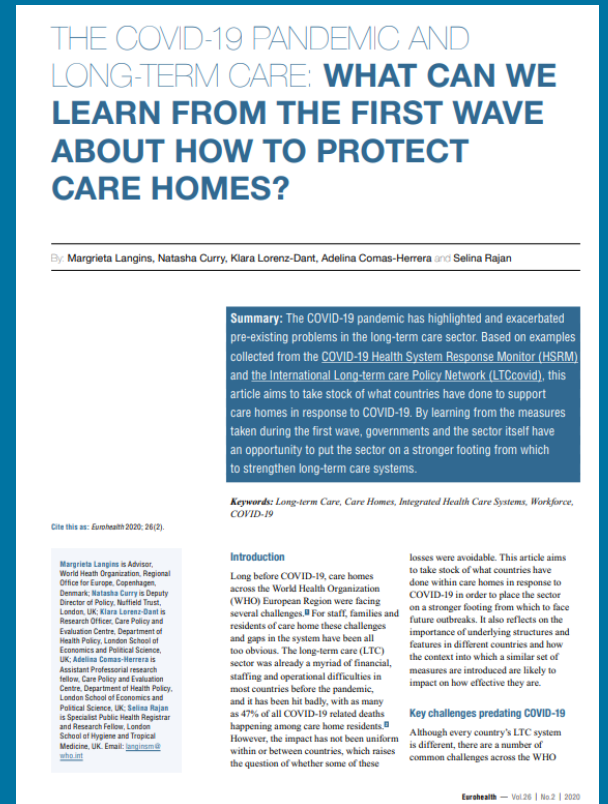 THE COVID-19 PANDEMIC AND
LONG-TERM CARE: WHAT CAN WE
LEARN FROM THE FIRST WAVE
ABOUT HOW TO PROTECT
CARE HOMES?
By: Margrieta Langins, Natasha Curry, Klara Lorenz-Dant, Adelina Comas-Herrera and Selina Rajan
Summary: The COVID-19 pandemic has highlighted and exacerbated
pre-existing problems in the long-term care sector. Based on examples
collected from the COVID-19 Health System Response Monitor (HSRM)
and the International Long-term care Policy Network (LTCcovid), this
article aims to take stock of what countries have done to support
care homes in response to COVID-19. By learning from the measures
taken during the first wave, governments and the sector itself have
an opportunity to put the sector on a stronger footing from which
to strengthen long-term care systems.
Keywords: Long-term Care, Care Homes, Integrated Health Care Systems, Workforce,
COVID-19
Cite this as: Eurohealth 2020; 26(2).
Margrieta Langins is Advisor,
World Heath Organization, Regional
Office for Europe, Copenhagen,
Denmark; Natasha Curry is Deputy
Director of Policy, Nuffield Trust,
London, UK; Klara Lorenz-Dant is
Research Officer, Care Policy and
Evaluation Centre, Department of
Health Policy, London School of
Economics and Political Science,
UK; Adelina Comas-Herrera is
Assistant Professorial research
fellow, Care Policy and Evaluation
Centre, Department of Health Policy,
London School of Economics and
Political Science, UK; Selina Rajan
is Specialist Public Health Registrar
and Research Fellow, London
School of Hygiene and Tropical
Medicine, UK. Email: langinsm@
who.int
Introduction
Long before COVID-19, care homes
across the World Health Organization
(WHO) European Region were facing
several challenges.
For staff, families and
residents of care home these challenges
and gaps in the system have been all
too obvious. The long-term care (LTC)
sector was already a myriad of financial,
staffing and operational difficulties in
most countries before the pandemic,
and it has been hit badly, with as many
as 47% of all COVID-19 related deaths
happening among care home residents.
However, the impact has not been uniform
within or between countries, which raises
the question of whether some of these
losses were avoidable. This article aims
to take stock of what countries have
done within care homes in response to
COVID-19 in order to place the sector
on a stronger footing from which to face
future outbreaks. It also reflects on the
importance of underlying structures and
features in different countries and how
the context into which a similar set of
measures are introduced are likely to
impact on how effective they are.
Key challenges predating COVID-19
Although every country's LTC system
is different, there are a number of
common challenges across the WHO
Eurohealth — Vol.26 | No.2 | 2020